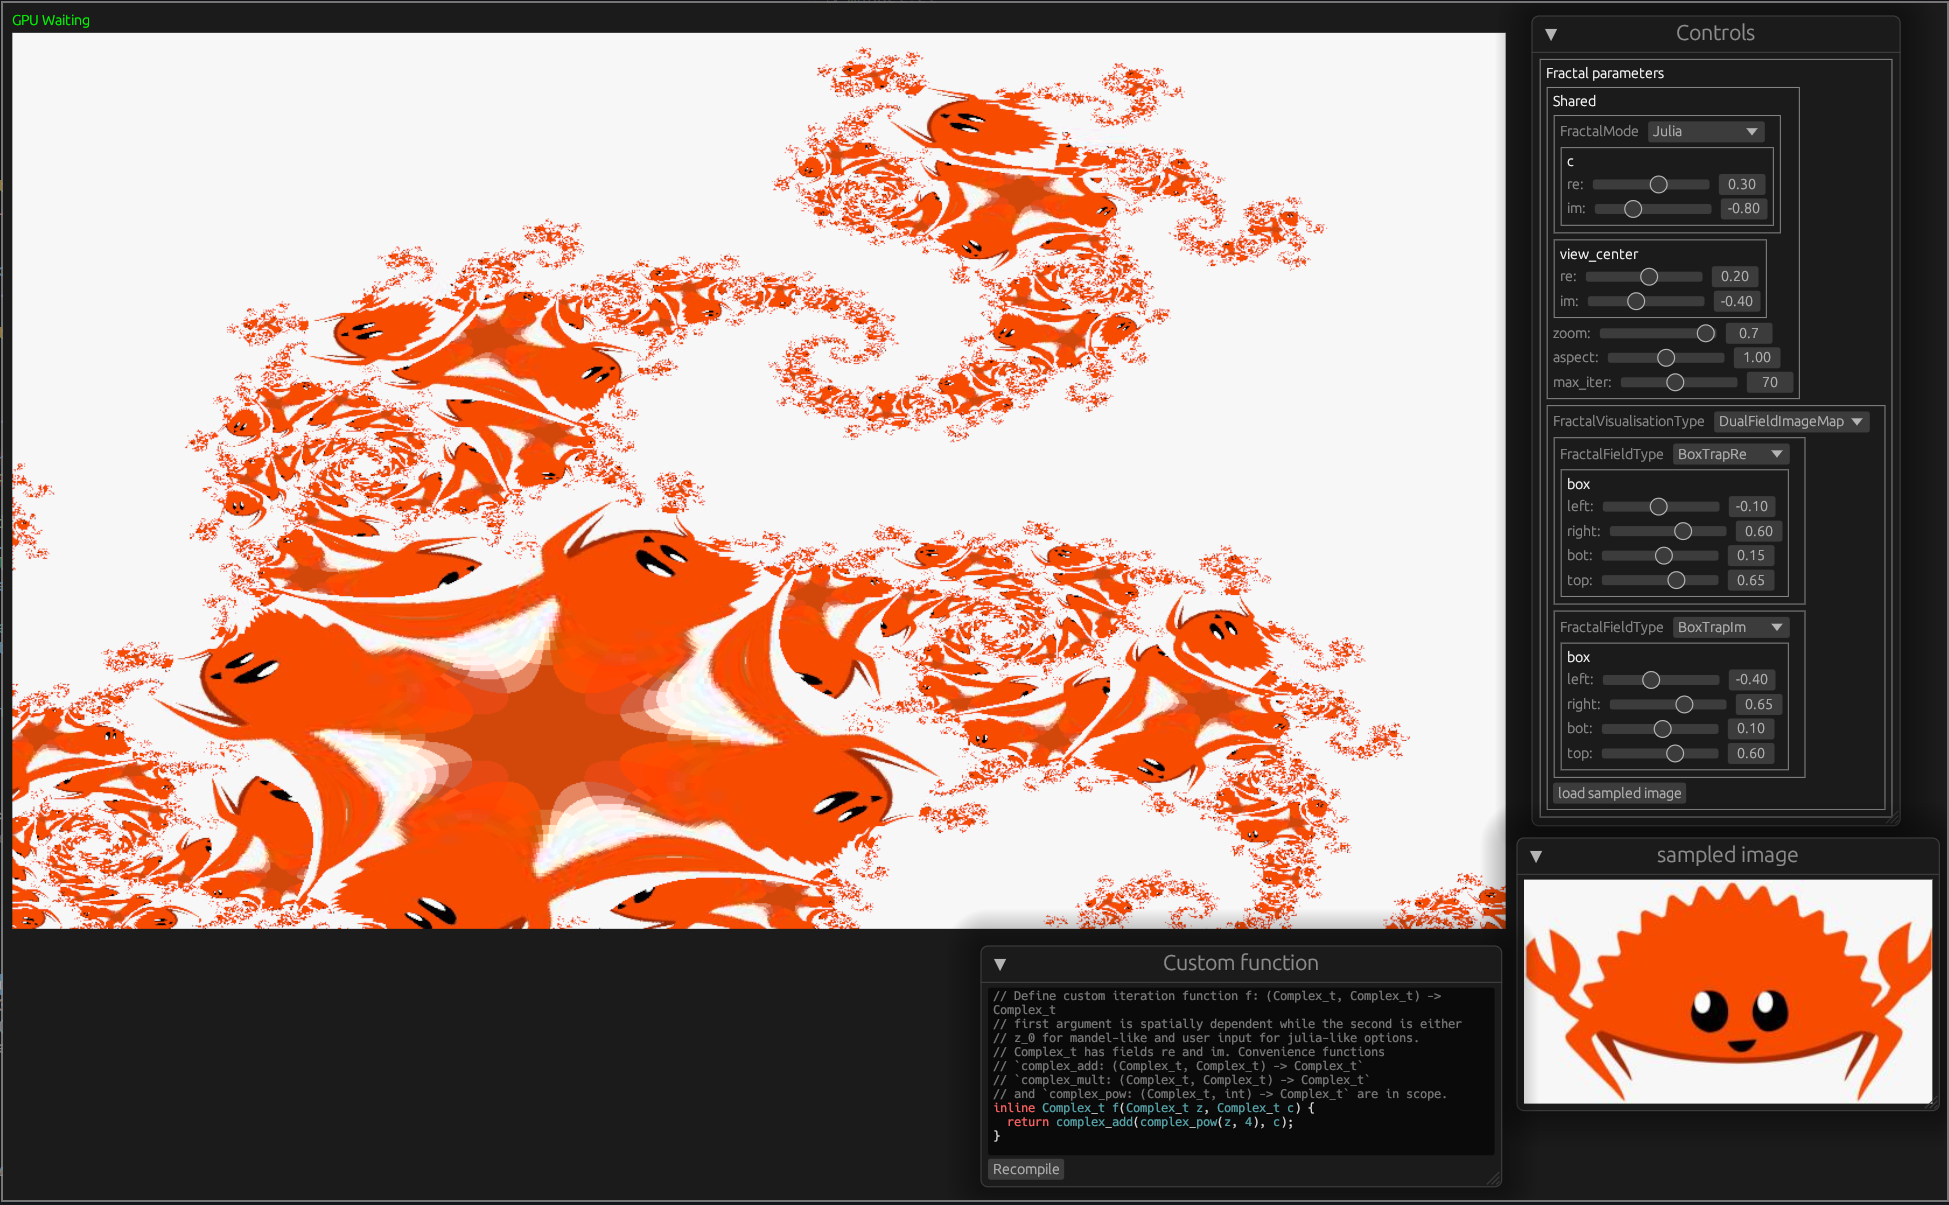 GPU Waiting
Controls
Fractal parameters
Shared
FractalMode Julia
c
re: 0.30
im: -0.80
view_center
re: 0.20
im: -0.40
zoom: 0.7
aspect: 1.00
max_iter: 70
FractalVisualisationType DualFieldImageMap
FractalFieldType BoxTrapRe
box
left: -0.10
right: 0.60
bot: 0.15
top: 0.65
FractalFieldType BoxTrapIm
box
left: -0.40
right: 0.65
bot: 0.10
top: 0.60
load sampled image
sampled image
Custom function
// Define custom iteration function f: (Complex_t, Complex_t) ->
Complex_t
// first argument is spatially dependent while the second is either
// z_0 for mandel-like and user input for julia-like options.
// Complex_t has fields re and im. Convenience functions
// `complex_add: (Complex_t, Complex_t) -> Complex_t`
// `complex_mult: (Complex_t, Complex_t) -> Complex_t`
// and `complex_pow: (Complex_t, int) -> Complex_t` are in scope.
inline Complex_t f(Complex_t z, Complex_t c) {
  return complex_add(complex_pow(z, 4), c);
}
Recompile